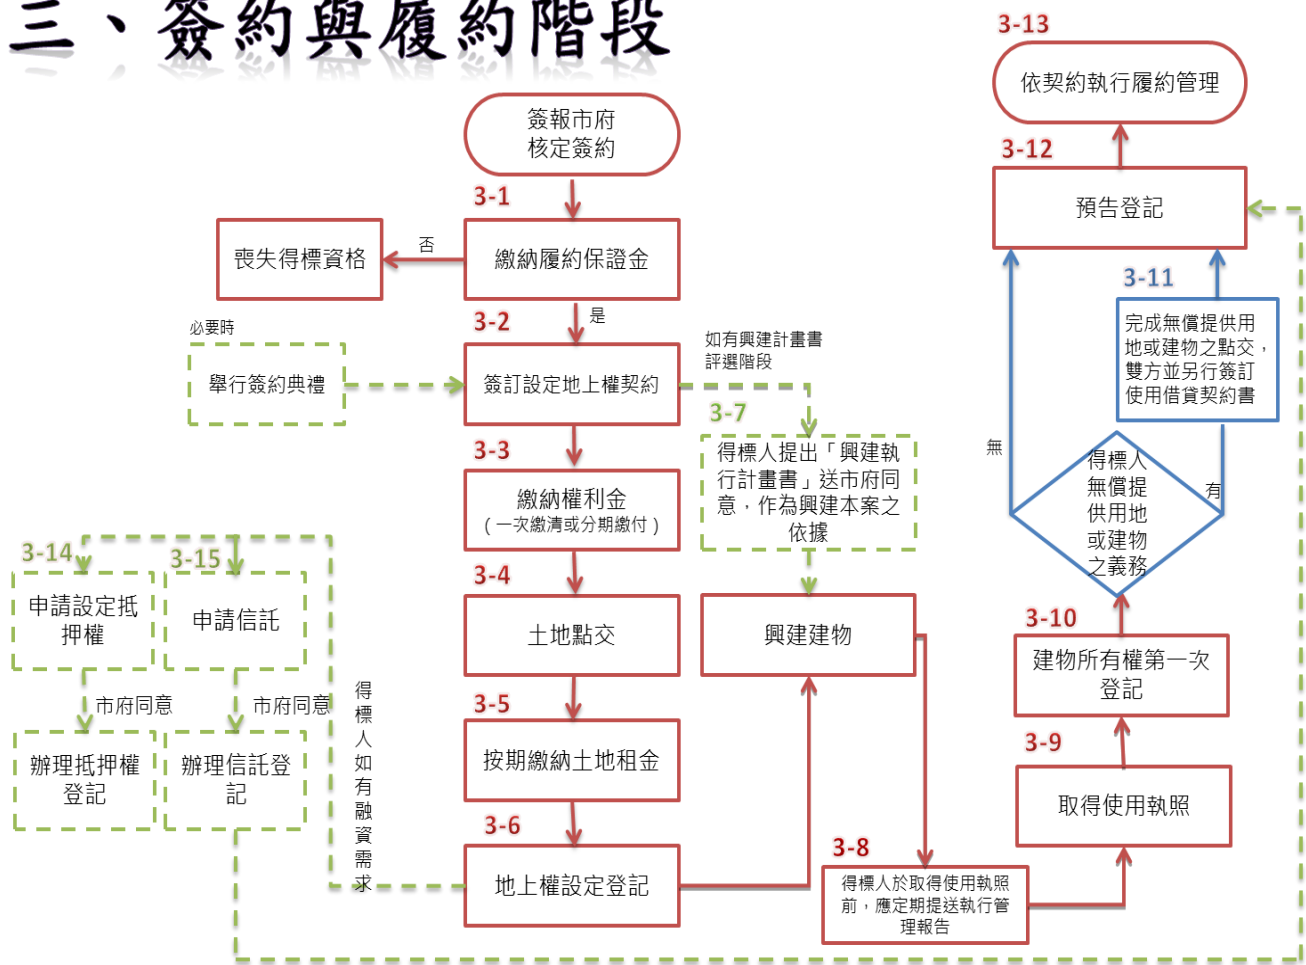 三、簽約與履約階段
簽報市府
核定簽約
3-1
繳納履約保證金
否
喪失得標資格
是
3-2
簽訂設定地上權契約
必要時
舉行簽約典禮
如有興建計畫書
評選階段
3-7
得標人提出「興建執
行計畫書」送市府同
意，作為興建本案之
依據
3-3
繳納權利金
（一次繳清或分期繳付）
3-4
土地點交
3-5
按期繳納土地租金
3-6
地上權設定登記
得標人如有融資需求
3-14
申請設定抵
押權
市府同意
辦理抵押權
登記
3-15
申請信託
市府同意
辦理信託登
記
興建建物
3-8
得標人於取得使用執照
前，應定期提送執行管
理報告
3-9
取得使用執照
3-10
建物所有權第一次
登記
得標人
無償提
供用地
或建物
之義務
無
有
3-11
完成無償提供用
地或建物之點交，
雙方並另行簽訂
使用借貸契約書
3-12
預告登記
3-13
依契約執行履約管理